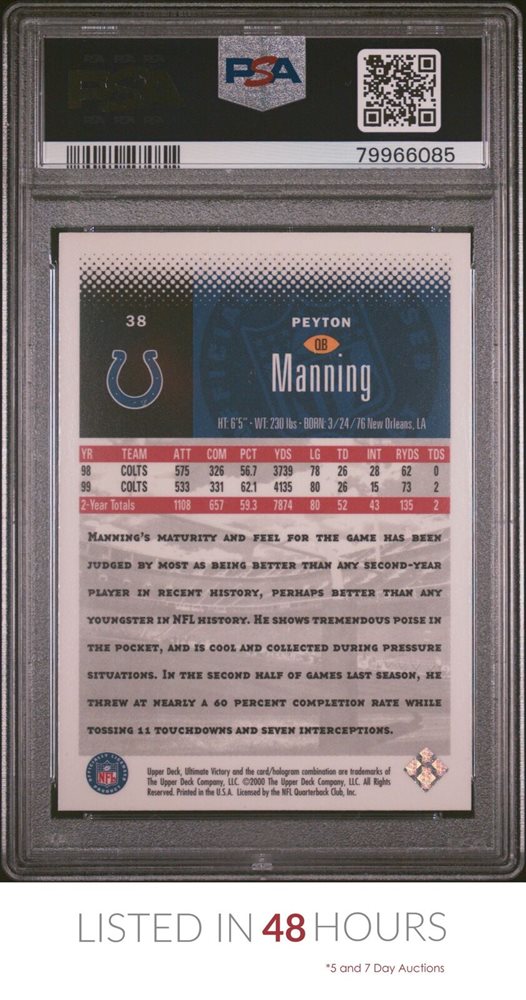 PSA
79966085
38
PEYTON
QB
Manning
HT: 6'5" - WT: 230 lbs - BORN: 3/24/76 New Orleans, LA
YR TEAM ATT COM PCT YDS LG TD INT RYDS TDS
98 COLTS 575 326 56.7 3739 78 26 28 62 0
99 COLTS 533 331 62.1 4135 80 26 15 73 2
2-Year Totals 1108 657 59.3 7874 80 52 43 135 2
MANNING'S MATURITY AND FEEL FOR THE GAME HAS BEEN
JUDGED BY MOST AS BEING BETTER THAN ANY SECOND-YEAR
PLAYER IN RECENT HISTORY, PERHAPS BETTER THAN ANY
YOUNGSTER IN NFL HISTORY. HE SHOWS TREMENDOUS POISE IN
THE POCKET, AND IS COOL AND COLLECTED DURING PRESSURE
SITUATIONS. IN THE SECOND HALF OF GAMES LAST SEASON, HE
THREW AT NEARLY A 60 PERCENT COMPLETION RATE WHILE
TOSSING 11 TOUCHDOWNS AND SEVEN INTERCEPTIONS.
NFL
Upper Deck, Ultimate Victory and the card/hologram combination are trademarks of
The Upper Deck Company, LLC. ©2000 The Upper Deck Company, LLC. All Rights
Reserved. Printed in the U.S.A. Licensed by the NFL Quarterback Club, Inc.
LISTED IN 48 HOURS
*5 and 7 Day Auctions